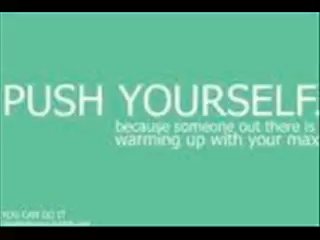 PUSH YOURSELF.
because someone out there is
warming up with your max
YOU CAN DO IT